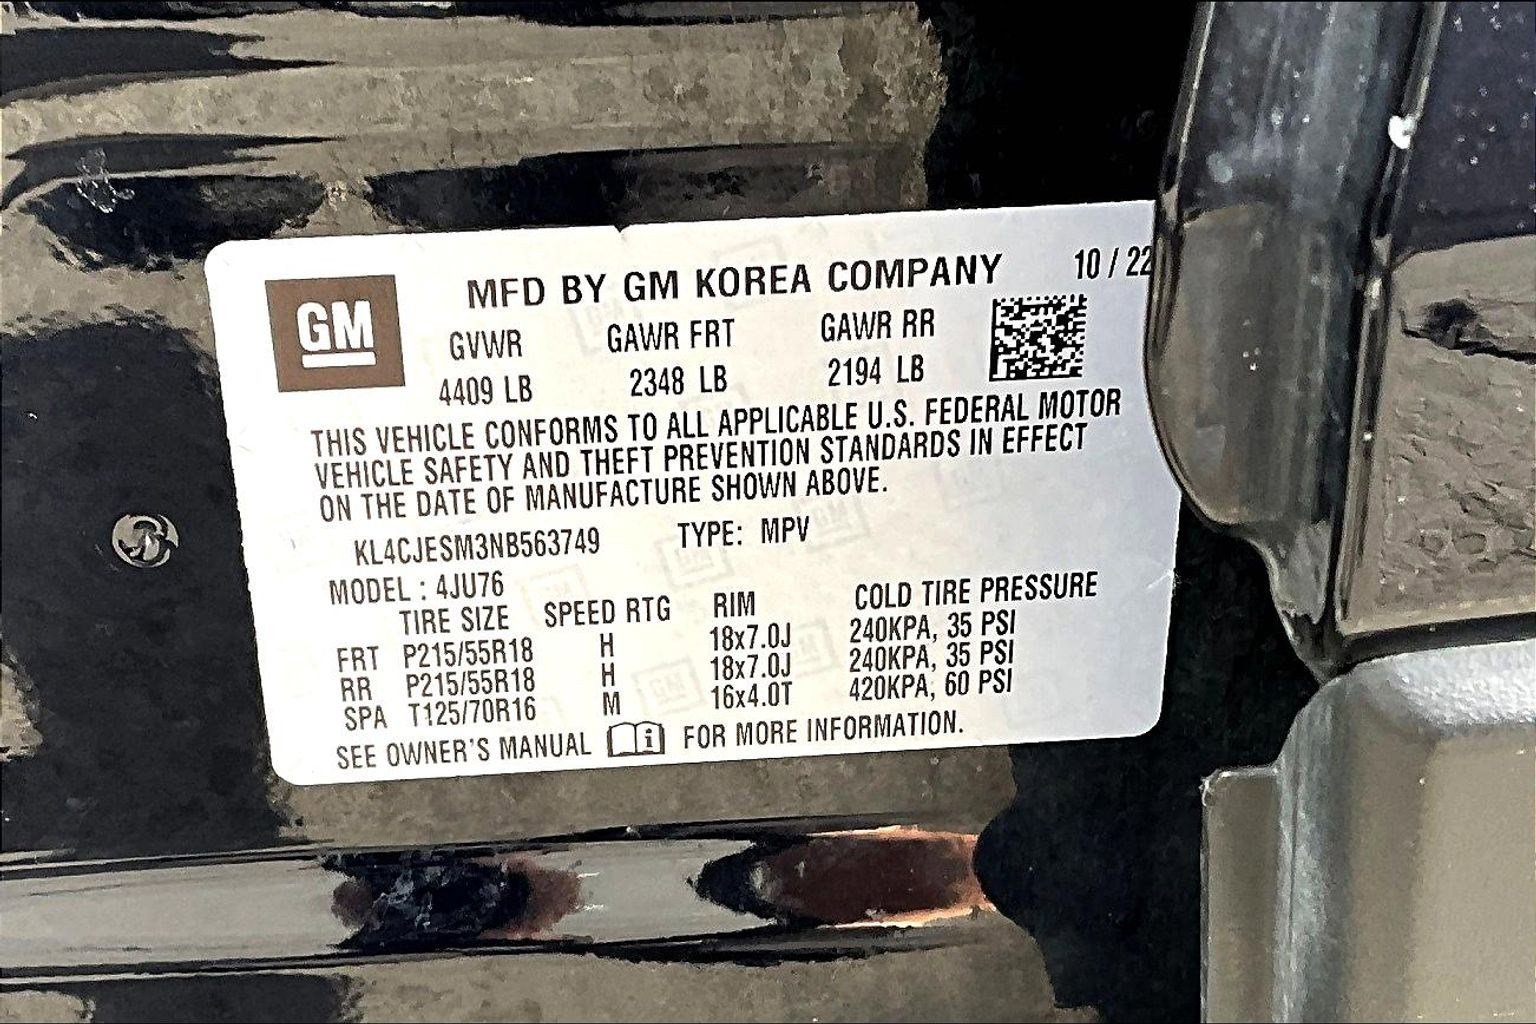 GM
MFD BY GM KOREA COMPANY 10 / 22
GVWR GAWR FRT GAWR RR
4409 LB 2348 LB 2194 LB
THIS VEHICLE CONFORMS TO ALL APPLICABLE U.S. FEDERAL MOTOR
VEHICLE SAFETY AND THEFT PREVENTION STANDARDS IN EFFECT
ON THE DATE OF MANUFACTURE SHOWN ABOVE.
KL4CJESM3NB563749 TYPE: MPV
MODEL : 4JU76
TIRE SIZE SPEED RTG RIM COLD TIRE PRESSURE
FRT P215/55R18 H 18x7.0J 240KPA, 35 PSI
RR P215/55R18 H 18x7.0J 240KPA, 35 PSI
SPA T125/70R16 M 16x4.0T 420KPA, 60 PSI
SEE OWNER'S MANUAL FOR MORE INFORMATION.